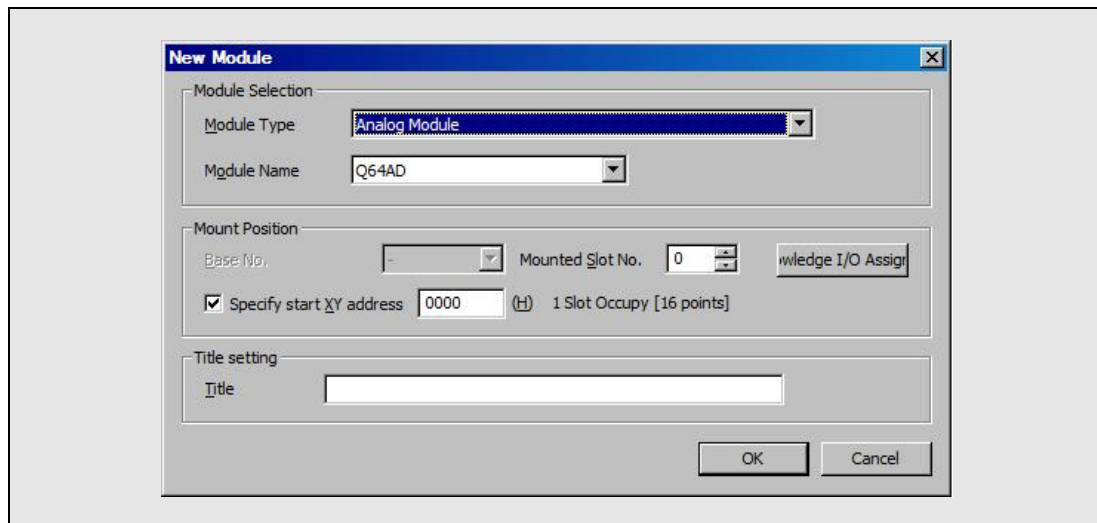 New Module
Module Selection
Module Type Analog Module
Module Name Q64AD
Mount Position
Base No. - Mounted Slot No. 0 wledge I/O Assigr
Specify start XY address 0000 (H) 1 Slot Occupy [16 points]
Title setting
Title
OK Cancel